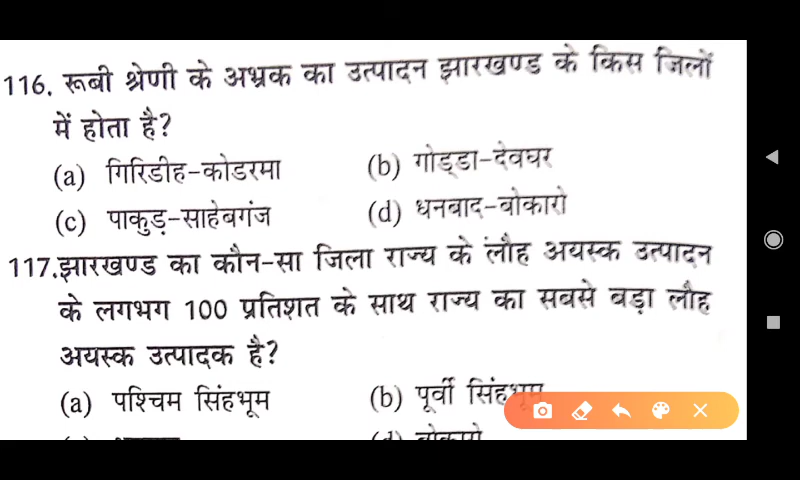 116. रूबी श्रेणी के अभ्रक का उत्पादन झारखण्ड के किस जिलों
में होता है?
(a) गिरिडीह-कोडरमा (b) गोड्डा-देवघर
(c) पाकुड़-साहेबगंज (d) धनबाद-बोकारो
117. झारखण्ड का कौन-सा जिला राज्य के लौह अयस्क उत्पादन
के लगभग 100 प्रतिशत के साथ राज्य का सबसे बड़ा लौह
अयस्क उत्पादक है?
(a) पश्चिम सिंहभूम (b) पूर्वी सिंहभूम
(d) बोकारो